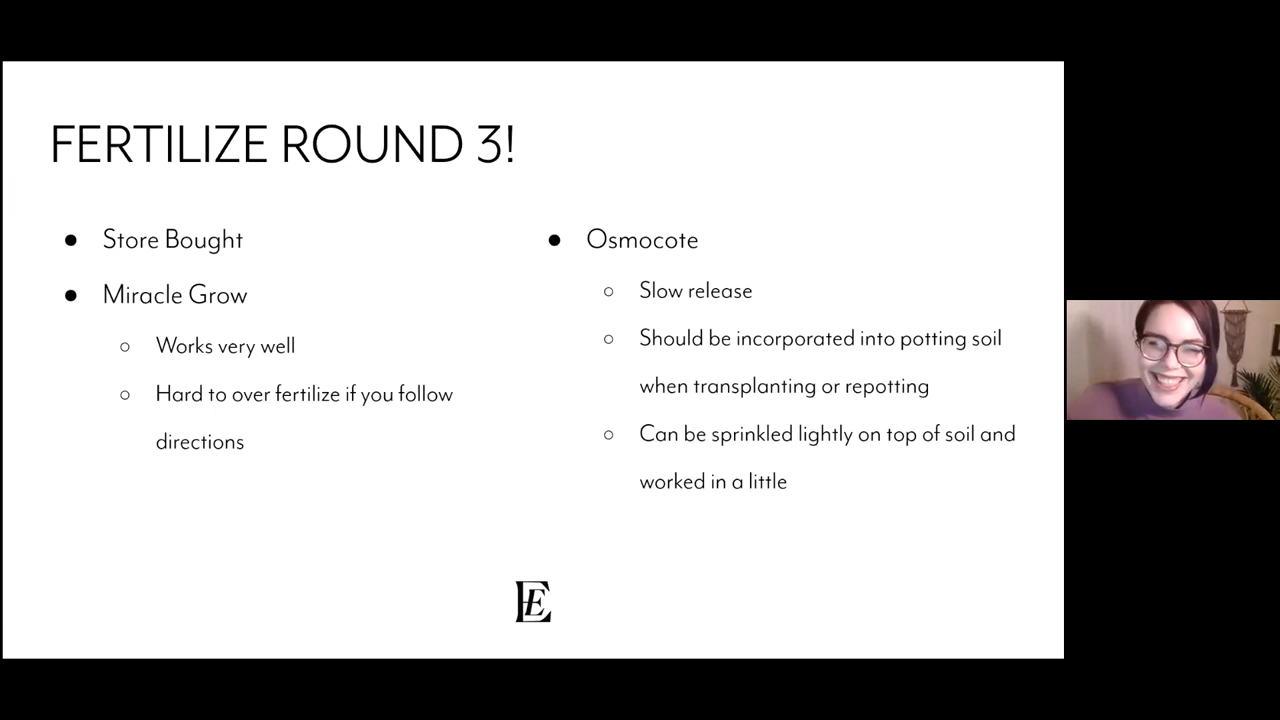 FERTILIZE ROUND 3!
Store Bought
Miracle Grow
Works very well
Hard to over fertilize if you follow
directions
Osmocote
Slow release
Should be incorporated into potting soil
when transplanting or repotting
Can be sprinkled lightly on top of soil and
worked in a little
E